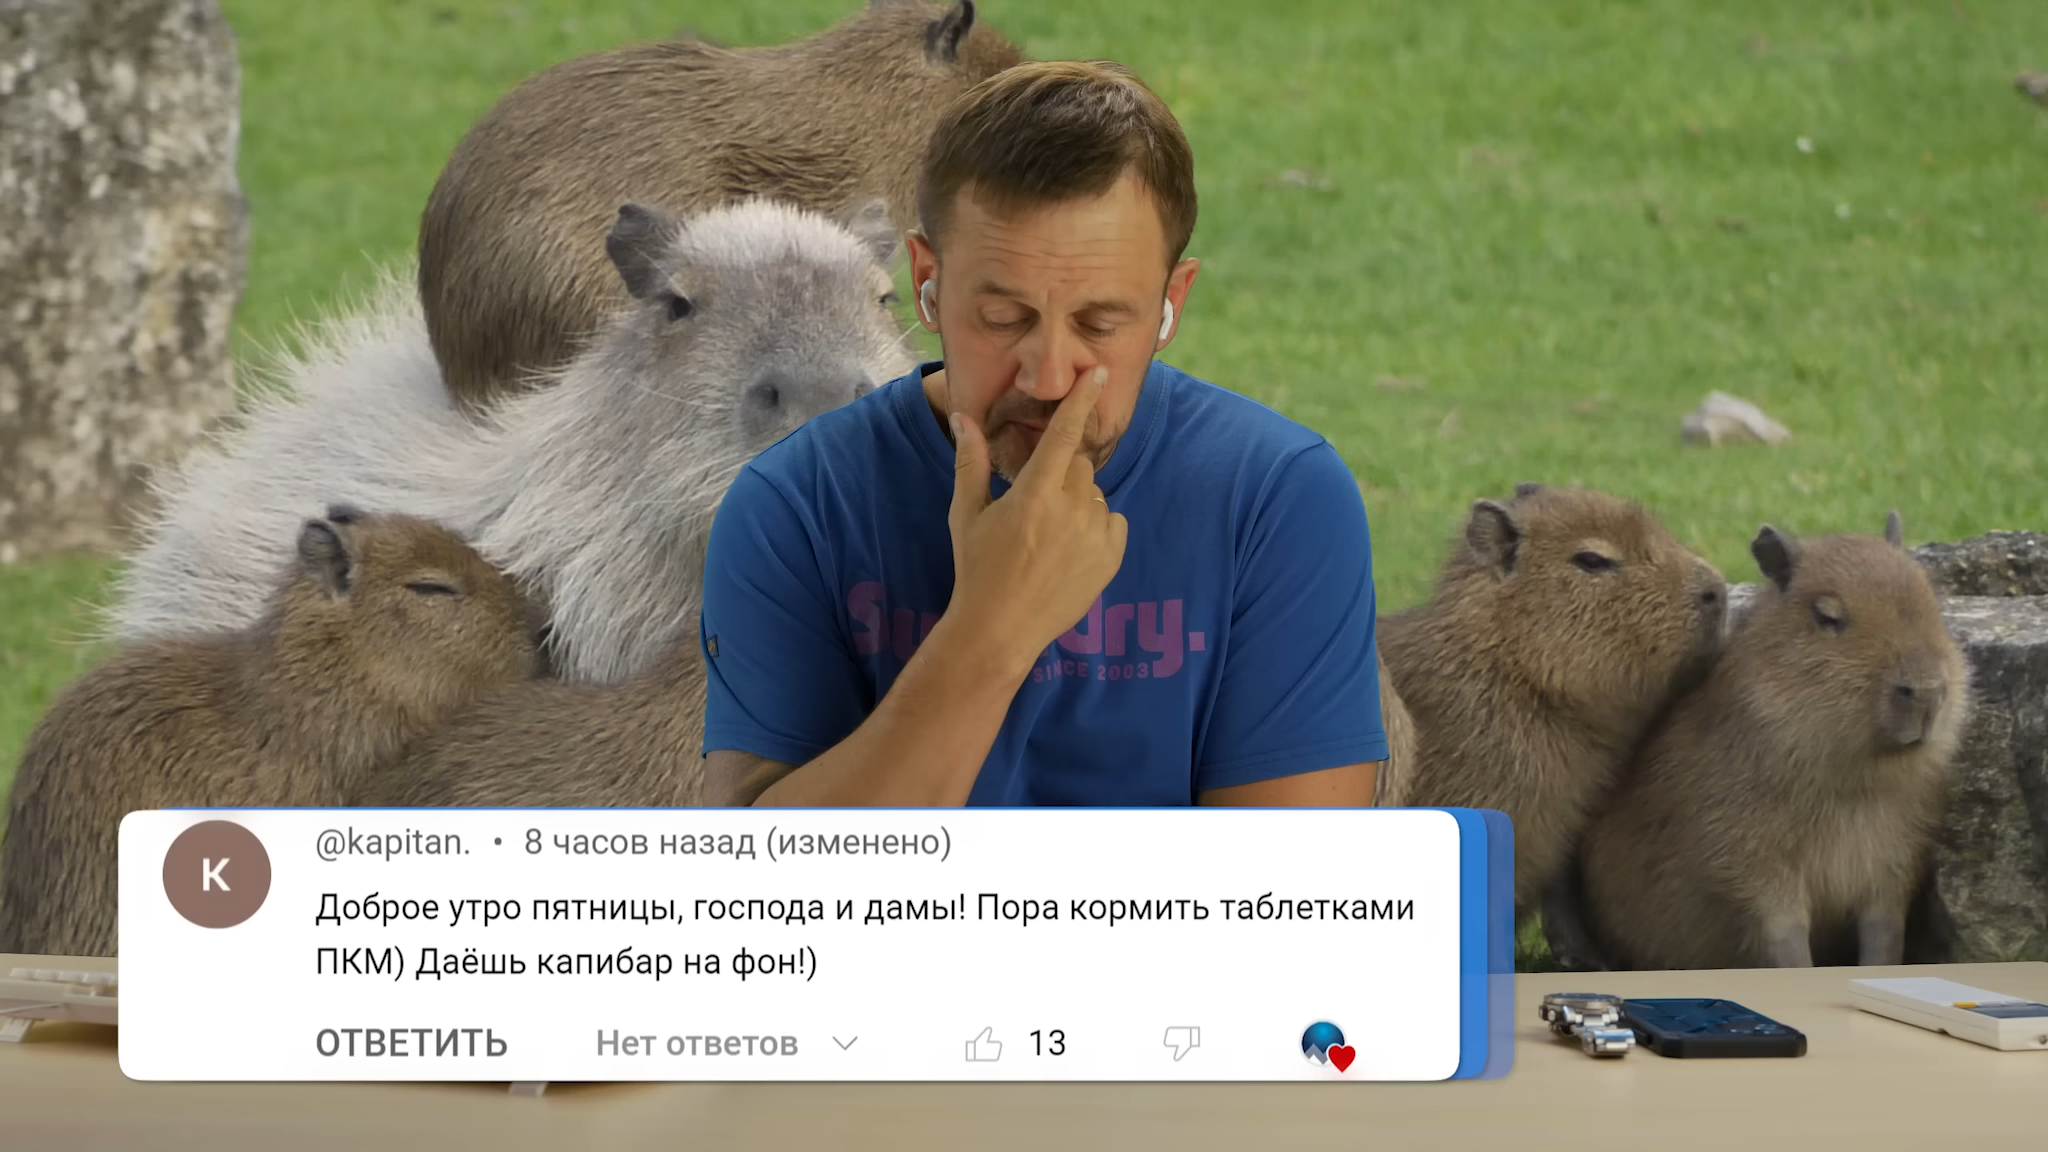 dry.
SINCE 2003
K
@kapitan. • 8 часов назад (изменено)
Доброе утро пятницы, господа и дамы! Пора кормить таблетками
ПКМ) Даёшь капибар на фон!)
ОТВЕТИТЬ Нет ответов 13